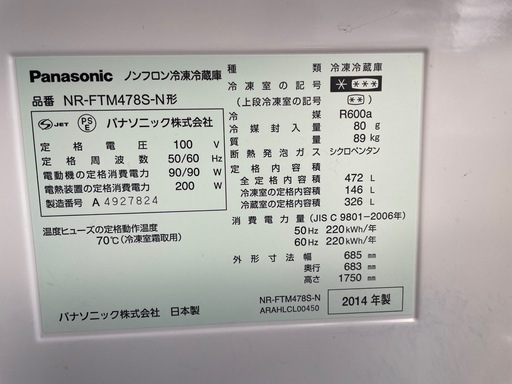 Panasonic ノンフロン冷凍冷蔵庫
品番 NR-FTM478S-N形
S JET PS E パナソニック株式会社
定格電圧 100 V
定格周波数 50/60 Hz
電動機の定格消費電力 90/90 W
電熱装置の定格消費電力 200 W
製造番号 A 4927824
温度ヒューズの定格動作温度
70℃(冷凍室霜取用)
パナソニック株式会社 日本製
種類 冷凍冷蔵庫
冷凍室の記号 ****
(上段冷凍室の記号 **)
冷媒 R600a
冷媒封入量 80 g
質量 89 kg
断熱発泡ガス シクロペンタン
定格内容積
全定格内容積 472 L
冷凍室の定格内容積 146 L
冷蔵室の定格内容積 326 L
消費電力量(JIS C 9801-2006年)
50 Hz 220 kWh/年
60 Hz 220 kWh/年
外形寸法 幅 685 mm
奥行 683 mm
高さ 1750 mm
NR-FTM478S-N
ARAHLCL00450
2014 年製